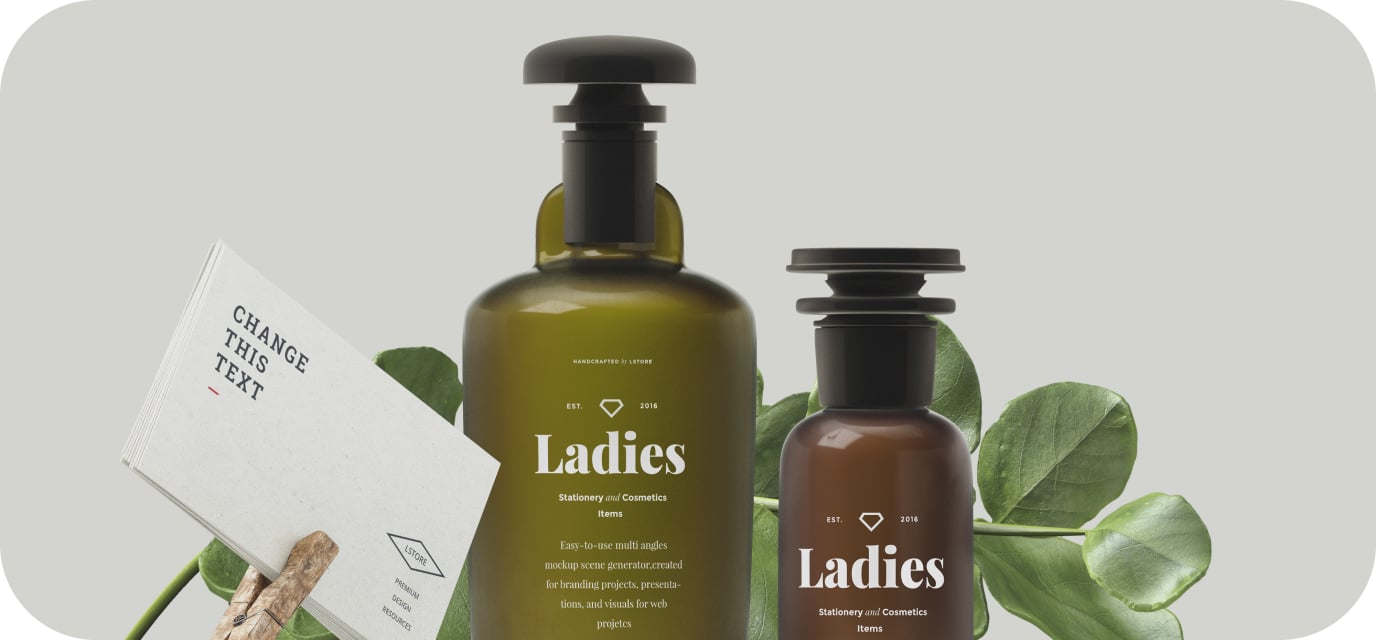 CHANGE
THIS
TEXT
LSTORE
PREMIUM
DESIGN
RESOURCES
HANDCRAFTED by LSTORE
EST. 2016
Ladies
Stationery and Cosmetics
Items
Easy-to-use multi angles
mockup scene generator,created
for branding projects, presenta-
tions, and visuals for web
projetcs
EST. 2016
Ladies
Stationery and Cosmetics
Items